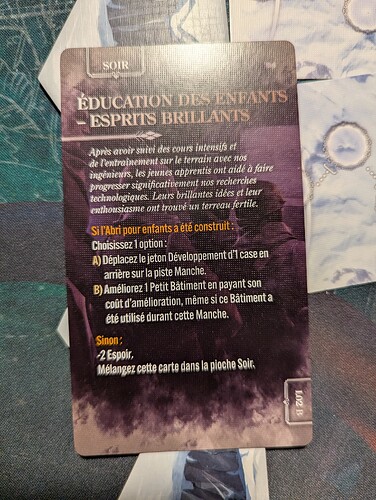 SOIR
ÉDUCATION DES ENFANTS
– ESPRITS BRILLANTS
Après avoir suivi des cours intensifs et
de l'entraînement sur le terrain avec nos
ingénieurs, les jeunes apprentis ont aidé à faire
progresser significativement nos recherches
technologiques. Leurs brillantes idées et leur
enthousiasme ont trouvé un terreau fertile.
Si l'Abri pour enfants a été construit :
Choisissez 1 option :
A) Déplacez le jeton Développement d'1 case en
arrière sur la piste Manche.
B) Améliorez 1 Petit Bâtiment en payant son
coût d'amélioration, même si ce Bâtiment a
été utilisé durant cette Manche.
Sinon :
-2 Espoir.
Mélangez cette carte dans la pioche Soir.